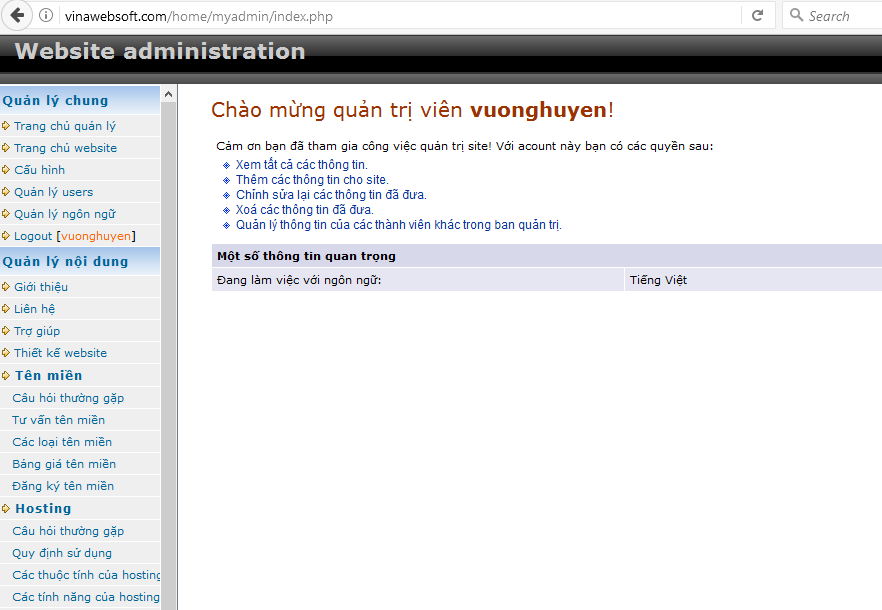 vinawebsoft.com/home/myadmin/index.php
Search
Website administration
Quản lý chung
Trang chủ quản lý
Trang chủ website
Cấu hình
Quản lý users
Quản lý ngôn ngữ
Logout [vuonghuyen]
Quản lý nội dung
Giới thiệu
Liên hệ
Trợ giúp
Thiết kế website
Tên miền
Câu hỏi thường gặp
Tư vấn tên miền
Các loại tên miền
Bảng giá tên miền
Đăng ký tên miền
Hosting
Câu hỏi thường gặp
Quy định sử dụng
Các thuộc tính của hosting
Các tính năng của hosting
Chào mừng quản trị viên vuonghuyen!
Cảm ơn bạn đã tham gia công việc quản trị site! Với acount này bạn có các quyền sau:
Xem tất cả các thông tin.
Thêm các thông tin cho site.
Chỉnh sửa lại các thông tin đã đưa.
Xoá các thông tin đã đưa.
Quản lý thông tin của các thành viên khác trong ban quản trị.
Một số thông tin quan trọng
Đang làm việc với ngôn ngữ: Tiếng Việt